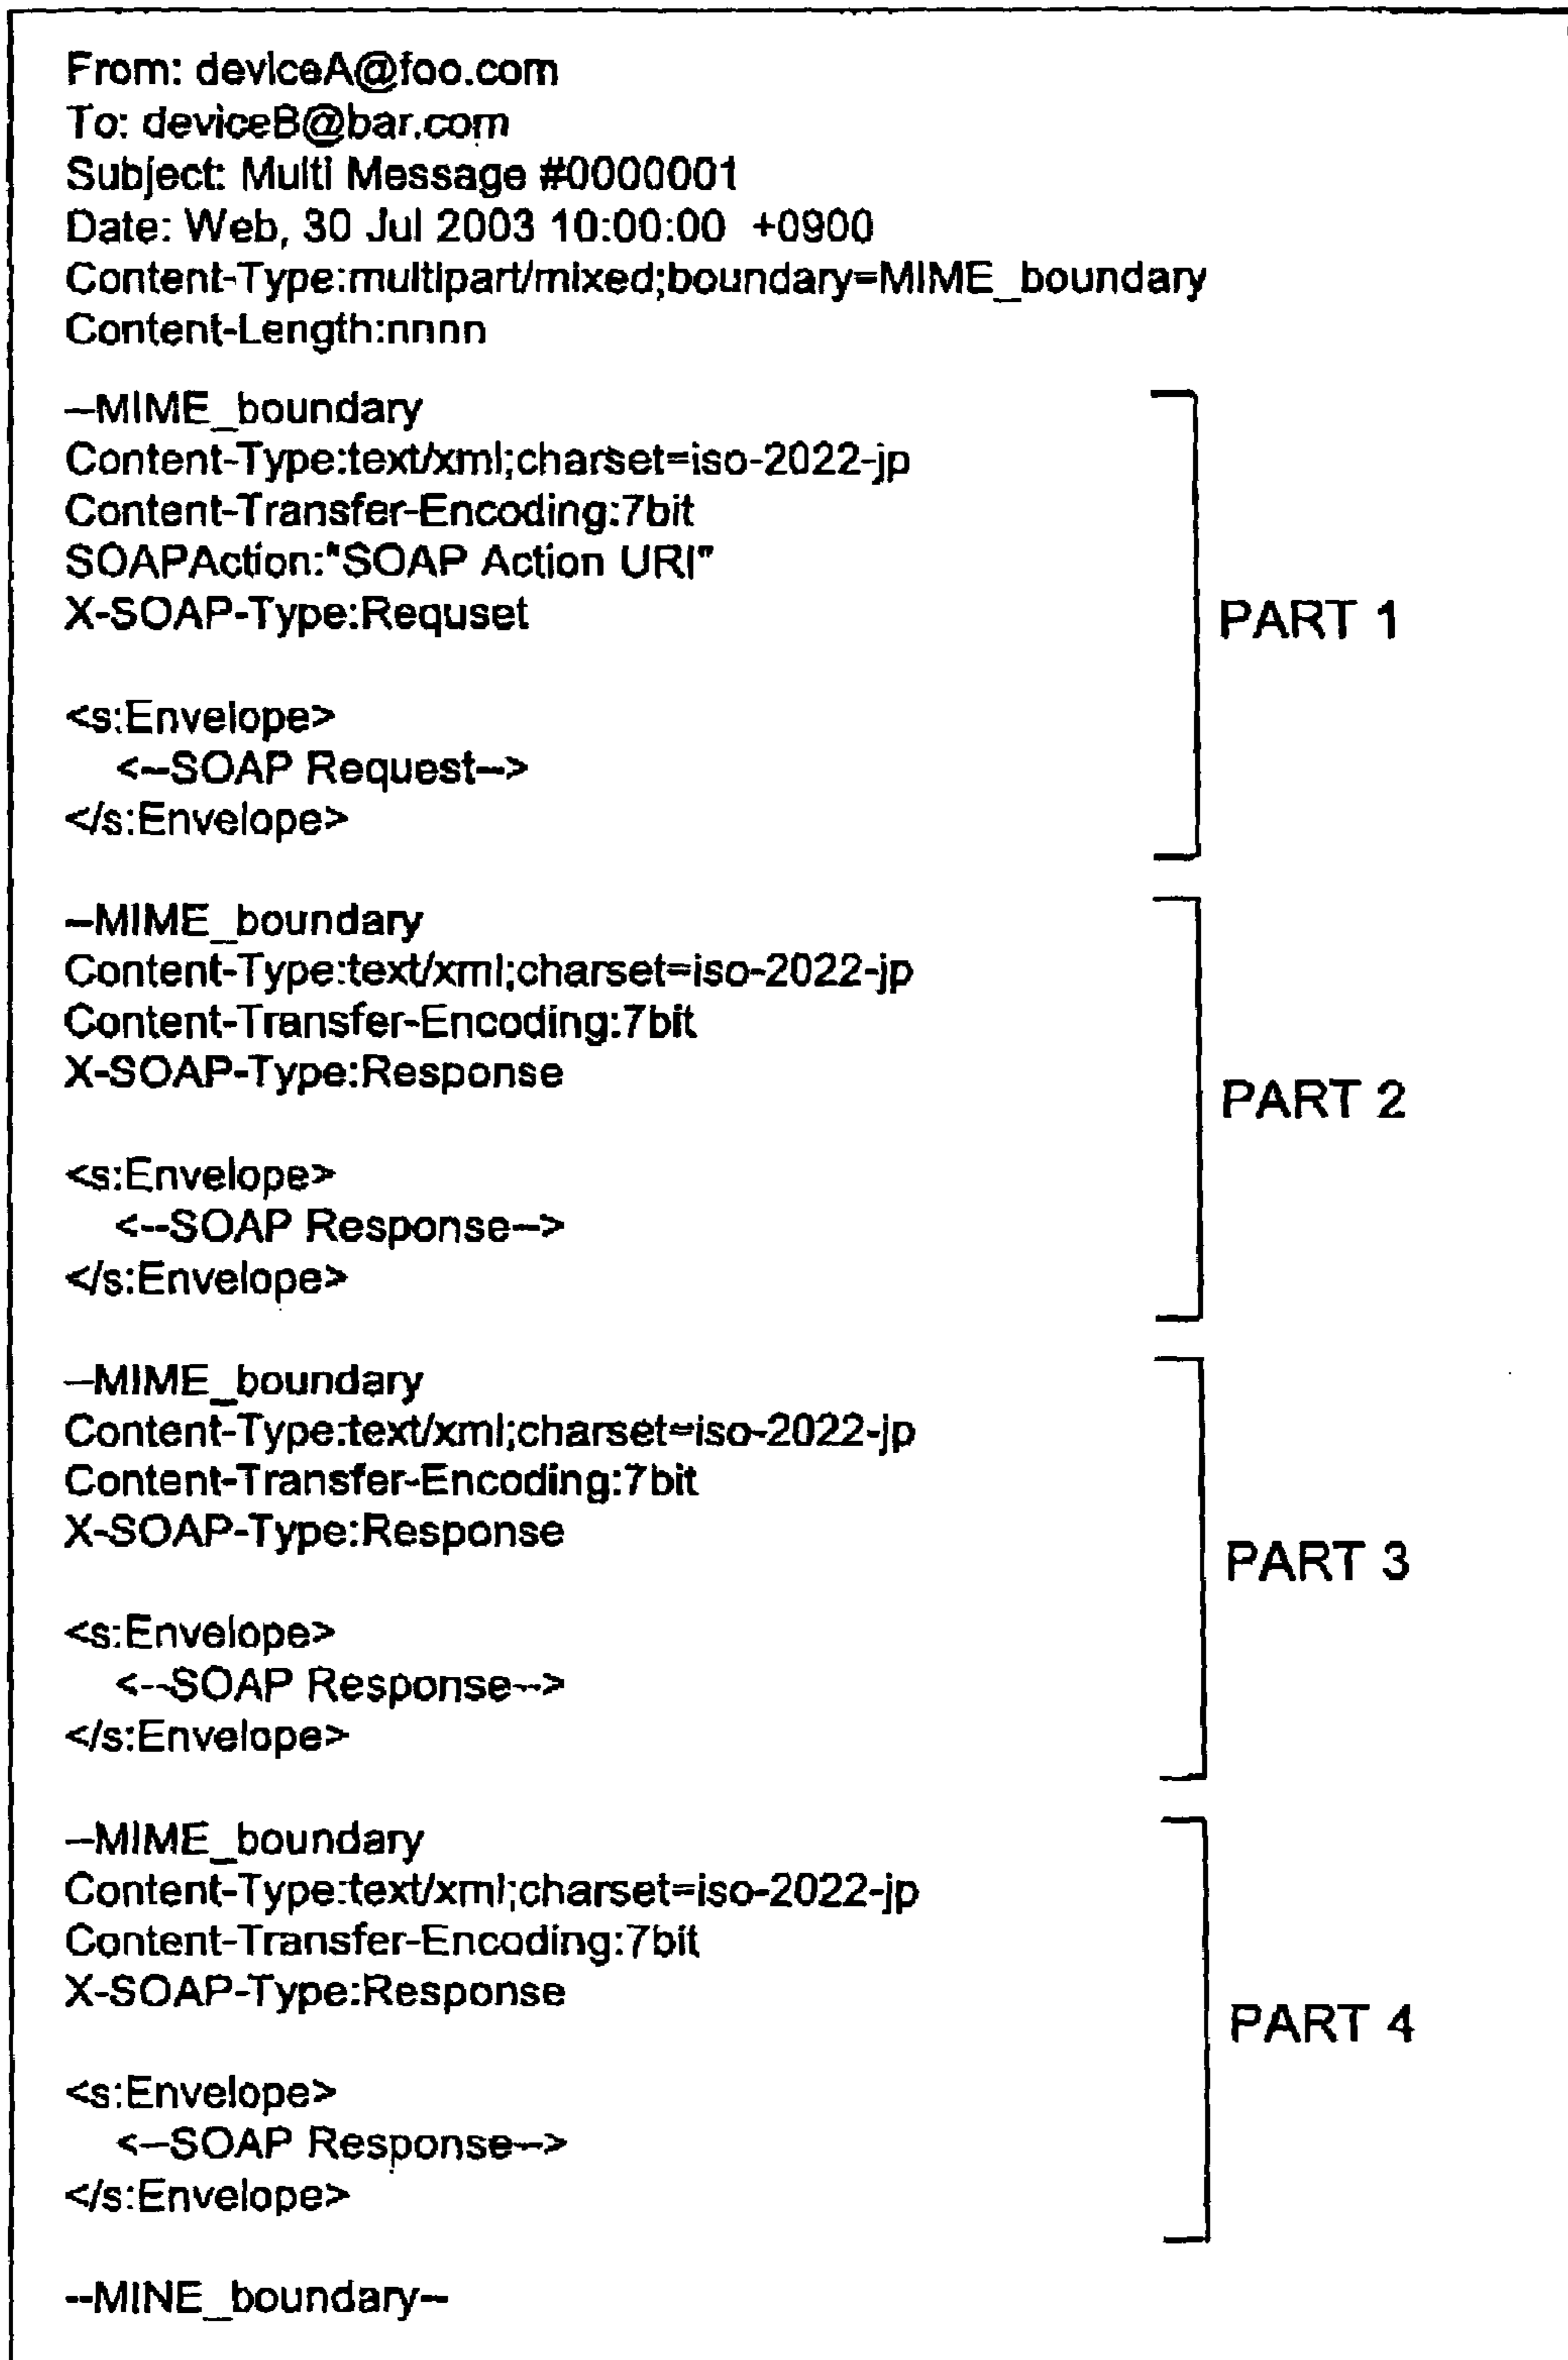 From: deviceA@foo.com
To: deviceB@bar.com
Subject: Multi Message #0000001
Date: Web, 30 Jul 2003 10:00:00 +0900
Content-Type:multipart/mixed;boundary=MIME_boundary
Content-Length:nnnn
--MIME_boundary
Content-Type:text/xml;charset=iso-2022-jp
Content-Transfer-Encoding:7bit
SOAPAction:"SOAP Action URI"
X-SOAP-Type:Requset
PART 1
<s:Envelope>
<--SOAP Request-->
</s:Envelope>
--MIME_boundary
Content-Type:text/xml;charset=iso-2022-jp
Content-Transfer-Encoding:7bit
X-SOAP-Type:Response
PART 2
<s:Envelope>
<--SOAP Response-->
</s:Envelope>
--MIME_boundary
Content-Type:text/xml;charset=iso-2022-jp
Content-Transfer-Encoding:7bit
X-SOAP-Type:Response
PART 3
<s:Envelope>
<--SOAP Response-->
</s:Envelope>
--MIME_boundary
Content-Type:text/xml;charset=iso-2022-jp
Content-Transfer-Encoding:7bit
X-SOAP-Type:Response
PART 4
<s:Envelope>
<--SOAP Response-->
</s:Envelope>
--MINE_boundary--